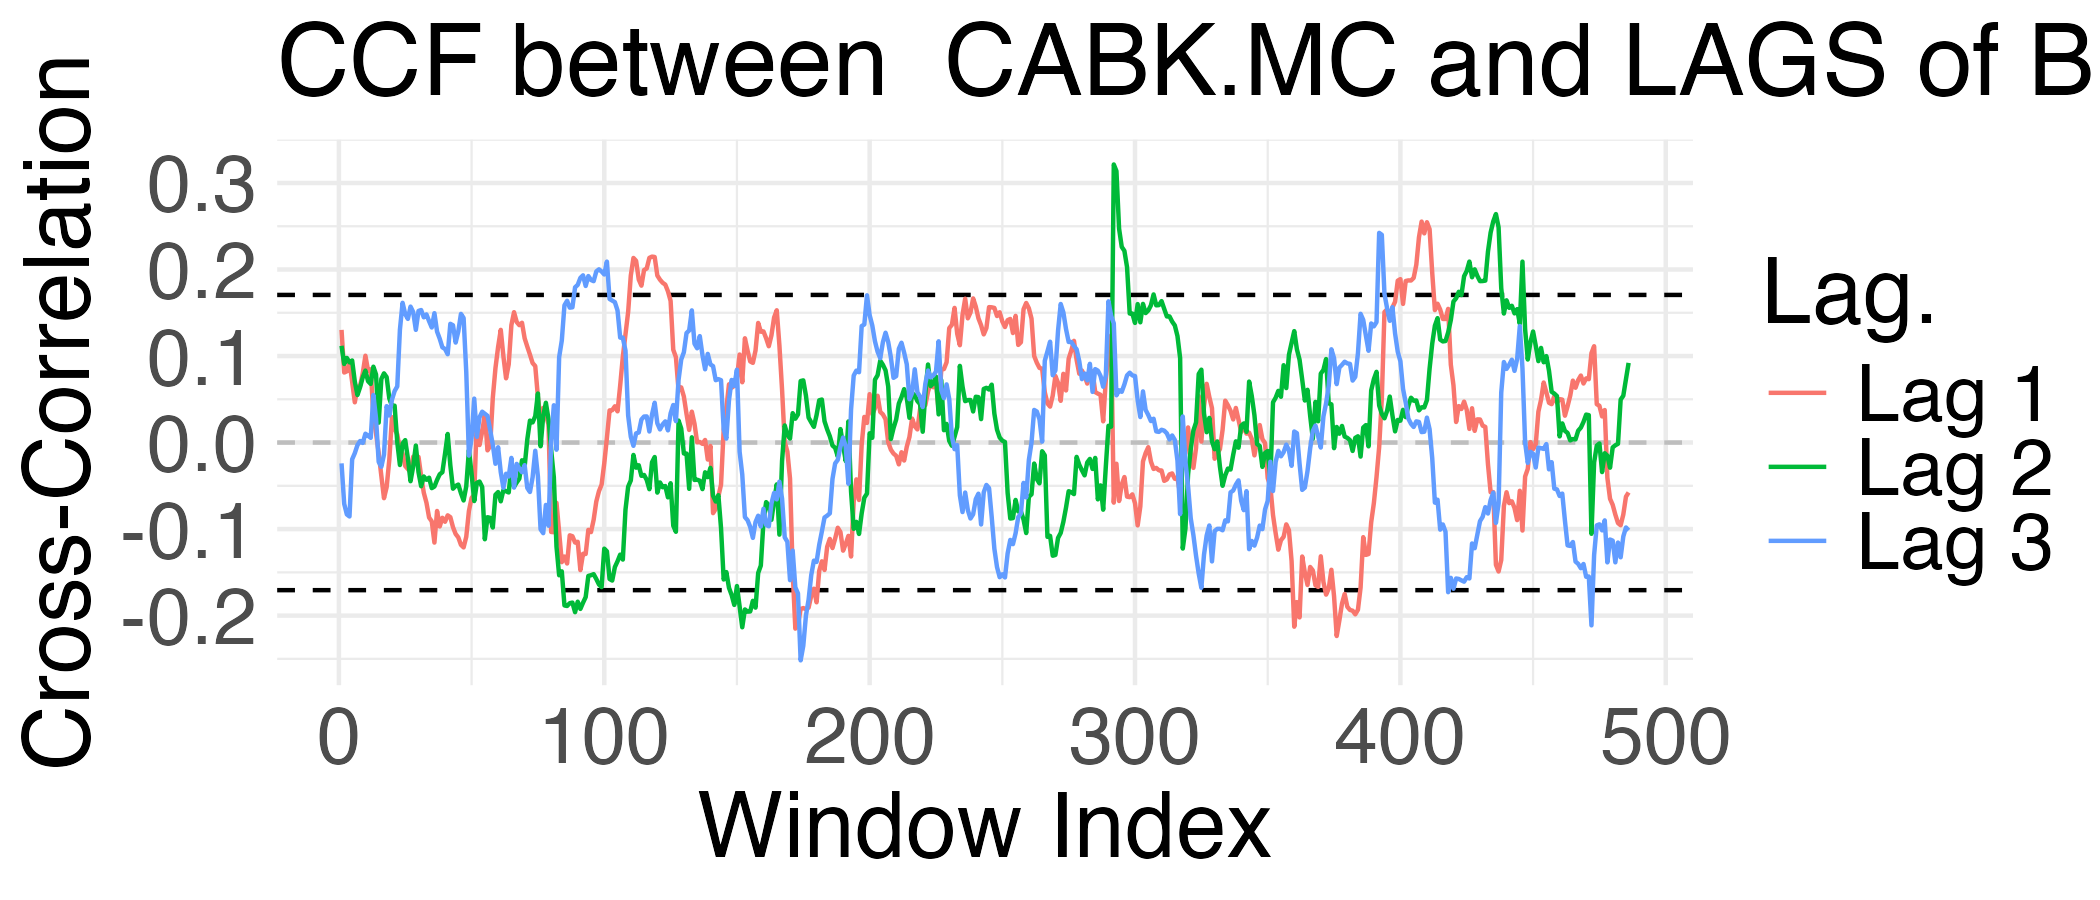 CCF between  CABK.MC and LAGS of B
Cross-Correlation
0.3
0.2
0.1
0.0
-0.1
-0.2
0 100 200 300 400 500
Window Index
Lag.
Lag 1
Lag 2
Lag 3